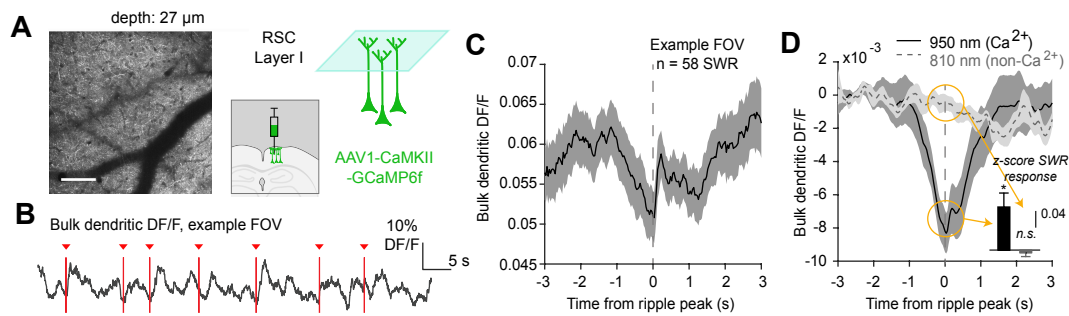 A
depth: 27 μm
RSC
Layer I
AAV1-CaMKII
-GCaMP6f
B
Bulk dendritic DF/F, example FOV
10%
DF/F
5 s
C
Example FOV
n = 58 SWR
Bulk dendritic DF/F
0.07
0.065
0.06
0.055
0.05
0.045
-3 -2 -1 0 1 2 3
Time from ripple peak (s)
D
950 nm (Ca2+)
810 nm (non-Ca2+)
×10-3
Bulk dendritic DF/F
2
0
-2
-4
-6
-8
-10
z-score SWR
response
*
0.04
n.s.
-3 -2 -1 0 1 2 3
Time from ripple peak (s)